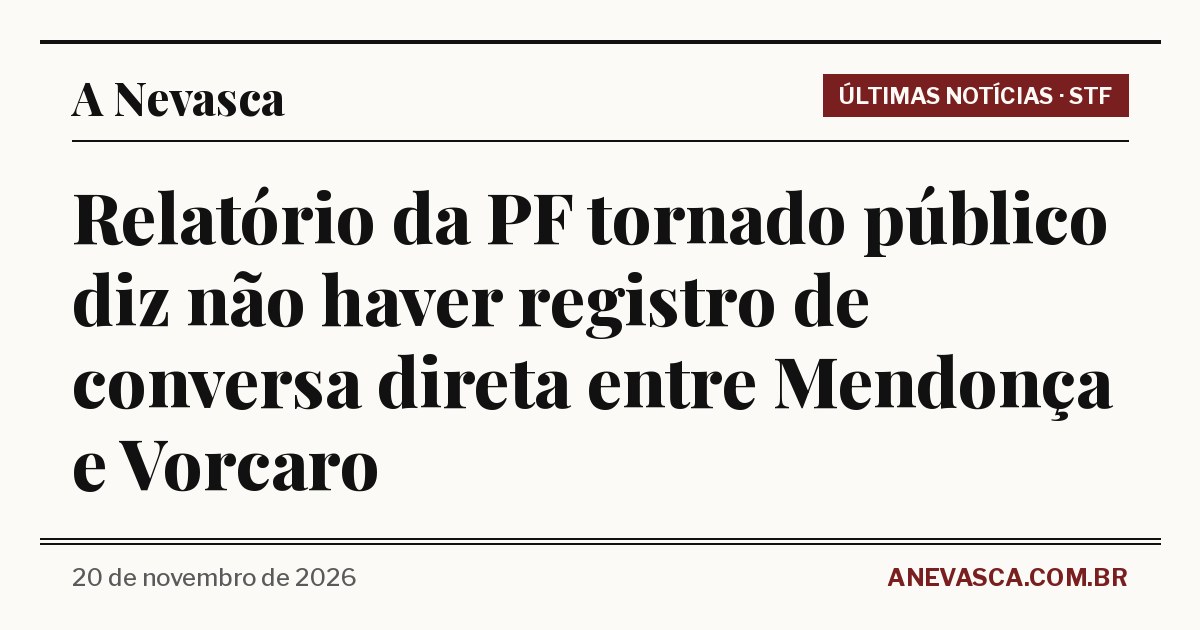 A Nevasca
ÚLTIMAS NOTÍCIAS · STF
Relatório da PF tornado público
diz não haver registro de
conversa direta entre Mendonça
e Vorcaro
20 de novembro de 2026
ANEVASCA.COM.BR